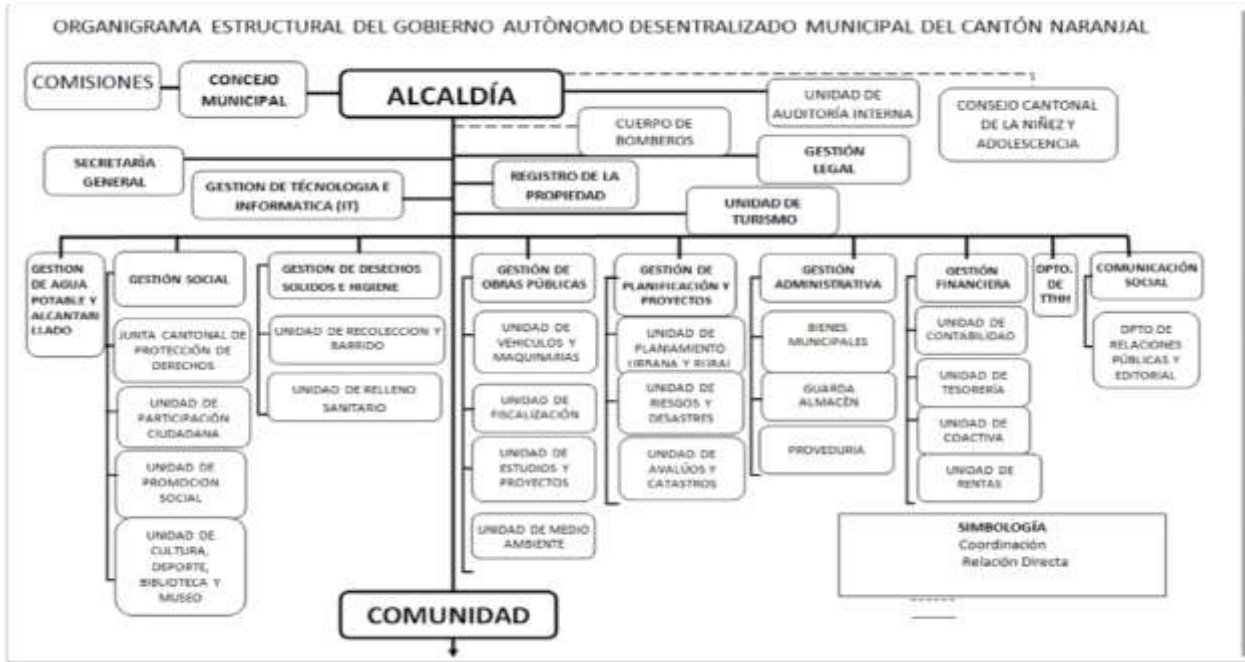 ORGANIGRAMA ESTRUCTURAL DEL GOBIERNO AUTÒNOMO DESENTRALIZADO MUNICIPAL DEL CANTÓN NARANJAL
COMISIONES
CONCEJO
MUNICIPAL
ALCALDÍA
UNIDAD DE
AUDITORÍA INTERNA
CONSEJO CANTONAL
DE LA NIÑEZ Y
ADOLESCENCIA
CUERPO DE
BOMBEROS
SECRETARÌA
GENERAL
GESTIÓN
LEGAL
GESTION DE TÉCNOLOGIA E
INFORMATICA (IT)
REGISTRO DE LA
PROPIEDAD
UNIDAD DE
TURISMO
GESTION
DE AGUA
POTABLE Y
ALCANTARI
LLADO
GESTIÓN SOCIAL
JUNTA CANTONAL DE
PROTECCIÓN DE
DERECHOS
UNIDAD DE
PARTICIPACIÓN
CIUDADANA
UNIDAD DE
PROMOCION
SOCIAL
UNIDAD DE
CULTURA,
DEPORTE,
BIBLIOTECA Y
MUSEO
GESTION DE DESECHOS
SOLIDOS E HIGIENE
UNIDAD DE RECOLECCION Y
BARRIDO
UNIDAD DE RELLENO
SANITARIO
GESTIÓN DE
OBRAS PÚBLICAS
UNIDAD DE
VEHICULOS Y
MAQUINARIAS
UNIDAD DE
FISCALIZACIÓN
UNIDAD DE
ESTUDIOS Y
PROYECTOS
UNIDAD DE MEDIO
AMBIENTE
GESTIÓN DE
PLANIFICACIÓN Y
PROYECTOS
UNIDAD DE
PLANIAMIENTO
URBANA Y RURAL
UNIDAD DE
RIESGOS Y
DESASTRES
UNIDAD DE
AVALÚOS Y
CATASTROS
GESTIÓN
ADMINISTRATIVA
BIENES
MUNICIPALES
GUARDA
ALMACÈN
PROVEDURIA
GESTIÓN
FINANCIERA
UNIDAD DE
CONTABILIDAD
UNIDAD DE
TESORERÍA
UNIDAD DE
COACTIVA
UNIDAD DE
RENTAS
DPTO.
DE
TTHH
COMUNICACIÓN
SOCIAL
DPTO DE
RELACIONES
PÚBLICAS Y
EDITORIAL
SIMBOLOGÍA
Coordinación
Relación Directa
COMUNIDAD